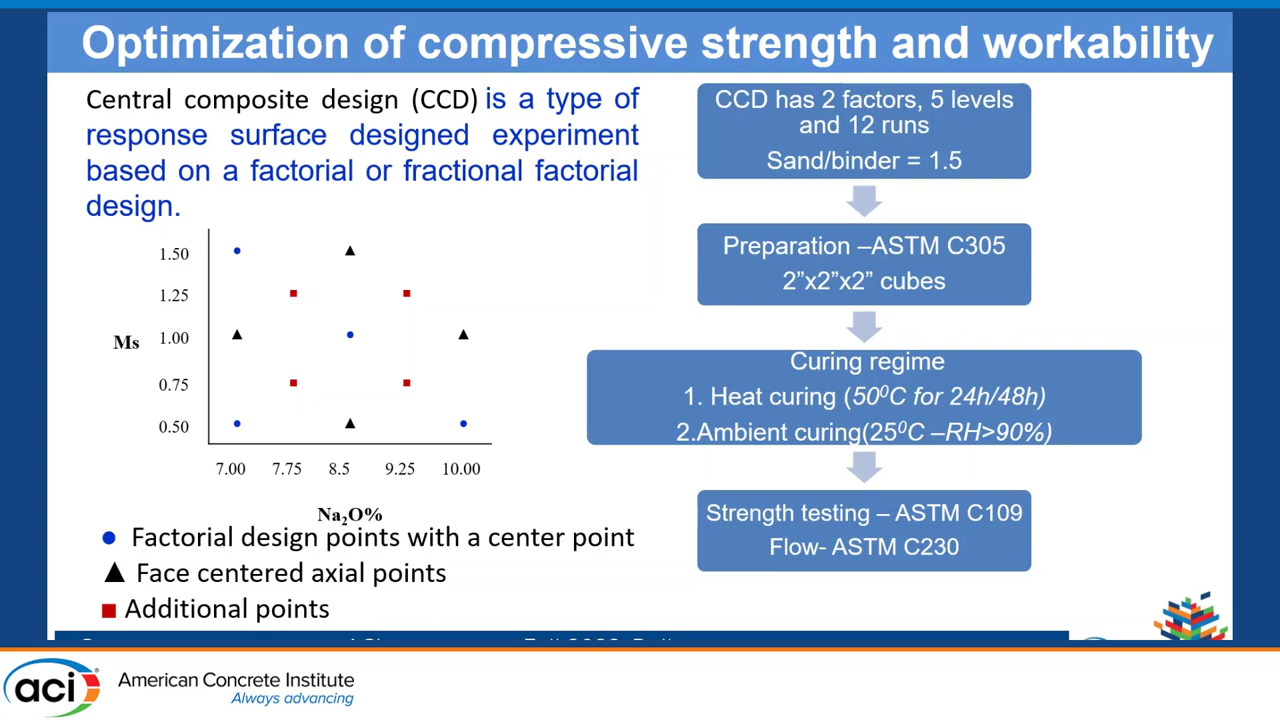 Optimization of compressive strength and workability
Central composite design (CCD) is a type of
response surface designed experiment
based on a factorial or fractional factorial
design.
1.50
1.25
Ms
1.00
0.75
0.50
7.00 7.75 8.5 9.25 10.00
Na₂O%
Factorial design points with a center point
Face centered axial points
Additional points
CCD has 2 factors, 5 levels
and 12 runs
Sand/binder = 1.5
Preparation –ASTM C305
2”x2”x2” cubes
Curing regime
1. Heat curing (50⁰C for 24h/48h)
2.Ambient curing(25⁰C –RH>90%)
Strength testing – ASTM C109
Flow- ASTM C230
aci
American Concrete Institute
Always advancing